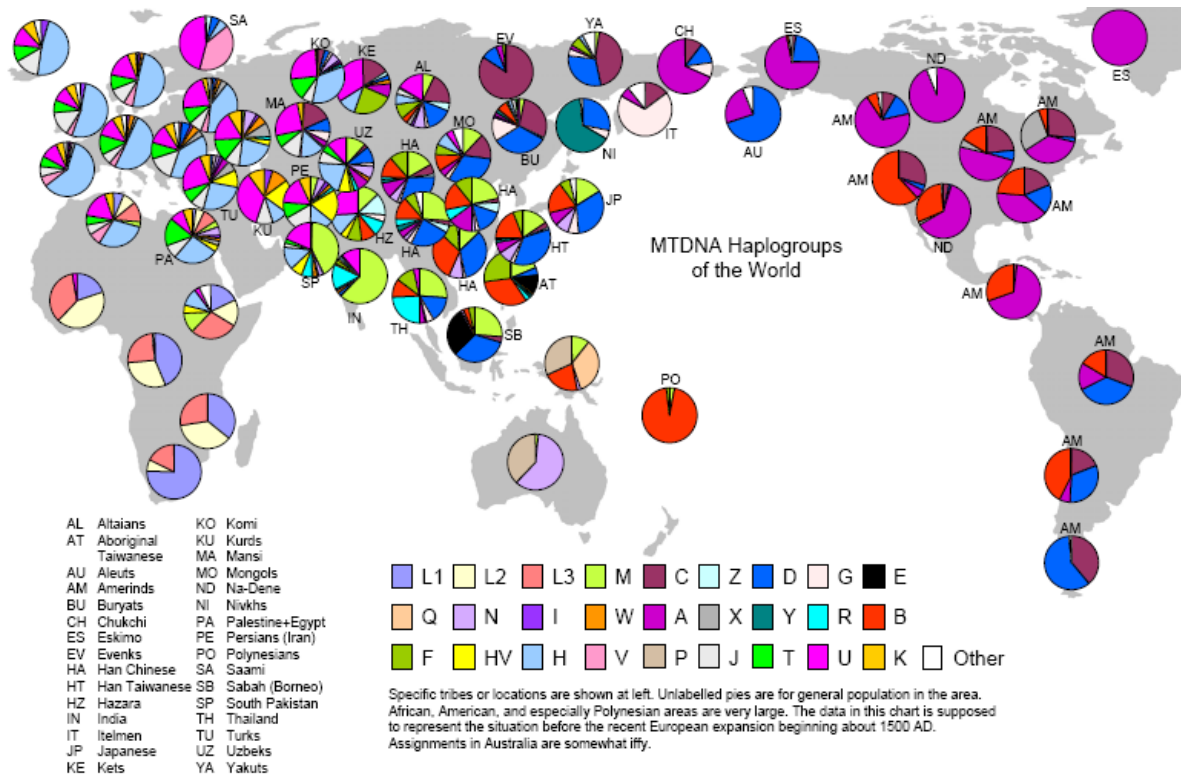 SA
KO
KE
AL
EV
YA
CH
ES
ND
ES
MA
MO
IT
AM
AM
AM
UZ
HA
BU
NI
AU
PE
HA
JP
AM
AM
TU
KU
HZ
HA
HT
ND
PA
SP
IN
TH
HA
AT
SB
MTDNA Haplogroups
of the World
AM
AM
PO
AM
AM
AL Altaians KO Komi
AT Aboriginal KU Kurds
Taiwanese MA Mansi
AU Aleuts MO Mongols
AM Amerinds ND Na-Dene
BU Buryats NI Nivkhs
CH Chukchi PA Palestine+Egypt
ES Eskimo PE Persians (Iran)
EV Evenks PO Polynesians
HA Han Chinese SA Saami
HT Han Taiwanese SB Sabah (Borneo)
HZ Hazara SP South Pakistan
IN India TH Thailand
IT Itelmen TU Turks
JP Japanese UZ Uzbeks
KE Kets YA Yakuts
L1 L2 L3 M C Z D G E
Q N I W A X Y R B
F HV H V P J T U K Other
Specific tribes or locations are shown at left. Unlabelled pies are for general population in the area.
African, American, and especially Polynesian areas are very large. The data in this chart is supposed
to represent the situation before the recent European expansion beginning about 1500 AD.
Assignments in Australia are somewhat iffy.